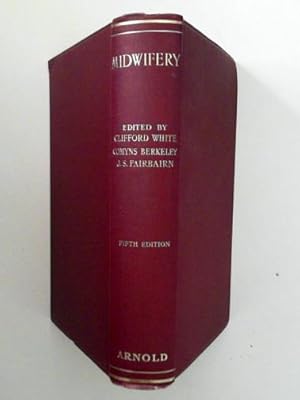 MIDWIFERY
EDITED BY
CLIFFORD WHITE
COMYNS BERKELEY
J. S. FAIRBAIRN
FIFTH EDITION
ARNOLD